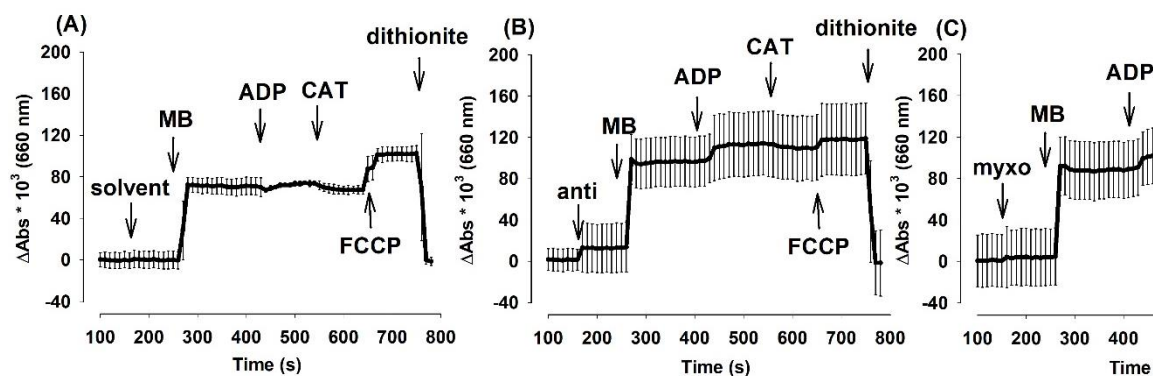 (A)
ΔAbs * 10³ (660 nm)
200
160
120
80
40
0
-40
solvent
MB
ADP
CAT
FCCP
dithionite
100 200 300 400 500 600 700 800
Time (s)
(B)
ΔAbs * 10³ (660 nm)
200
160
120
80
40
0
-40
anti
MB
ADP
CAT
FCCP
dithionite
100 200 300 400 500 600 700 800
Time (s)
(C)
ΔAbs * 10³ (660 nm)
200
160
120
80
40
0
-40
myxo
MB
ADP
100 200 300 400
Time